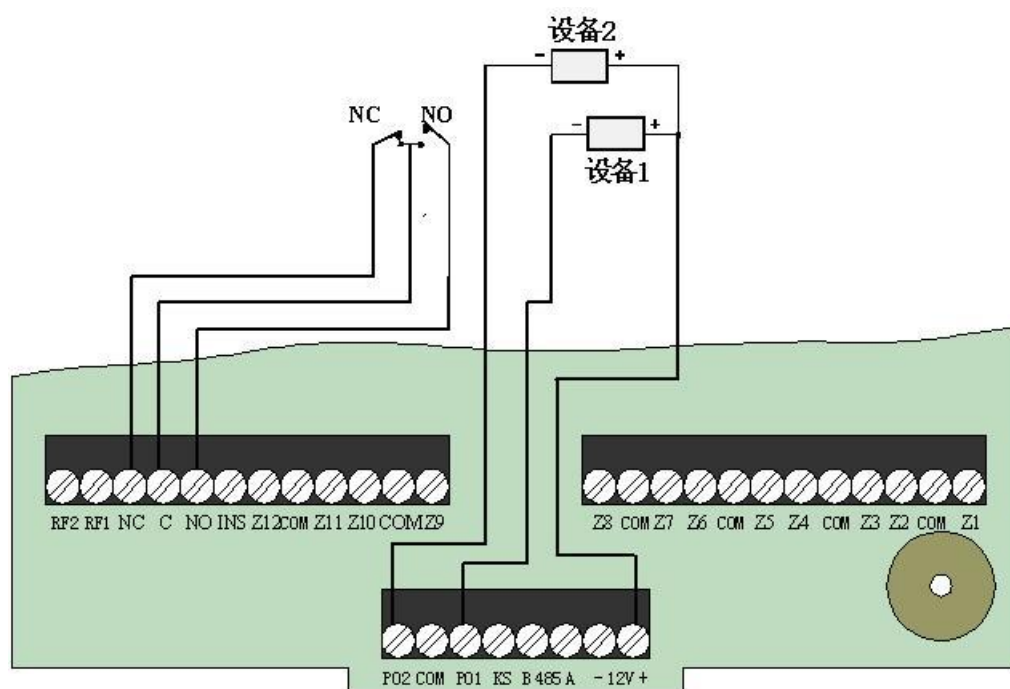 设备2
- +
NC NO
- +
设备1
RF2 RF1 NC C NO INS Z12 COM Z11 Z10 COM Z9
Z8 COM Z7 Z6 COM Z5 Z4 COM Z3 Z2 COM Z1
PO2 COM PO1 KS B 485 A - 12V +